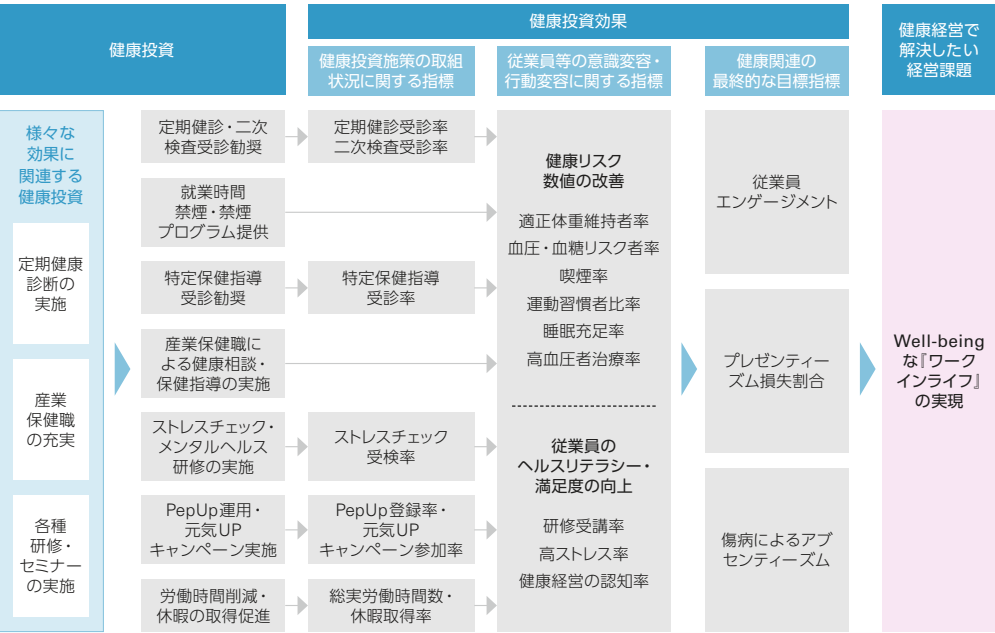 健康投資
健康投資効果
健康経営で
解決したい
経営課題
健康投資施策の取組
状況に関する指標
従業員等の意識変容・
行動変容に関する指標
健康関連の
最終的な目標指標
様々な
効果に
関連する
健康投資
定期健康
診断の
実施
産業
保健職
の充実
各種
研修・
セミナー
の実施
定期健診・二次
検査受診勧奨
就業時間
禁煙・禁煙
プログラム提供
特定保健指導
受診勧奨
産業保健職に
よる健康相談・
保健指導の実施
ストレスチェック・
メンタルヘルス
研修の実施
PepUp運用・
元気UP
キャンペーン実施
労働時間削減・
休暇の取得促進
定期健診受診率
二次検査受診率
特定保健指導
受診率
ストレスチェック
受検率
PepUp登録率・
元気UP
キャンペーン参加率
総実労働時間数・
休暇取得率
健康リスク
数値の改善
適正体重維持者率
血圧・血糖リスク者率
喫煙率
運動習慣者比率
睡眠充足率
高血圧者治療率
従業員の
ヘルスリテラシー・
満足度の向上
研修受講率
高ストレス率
健康経営の認知率
従業員
エンゲージメント
プレゼンティー
ズム損失割合
傷病によるアブ
センティーズム
Well-being
な『ワーク
インライフ』
の実現